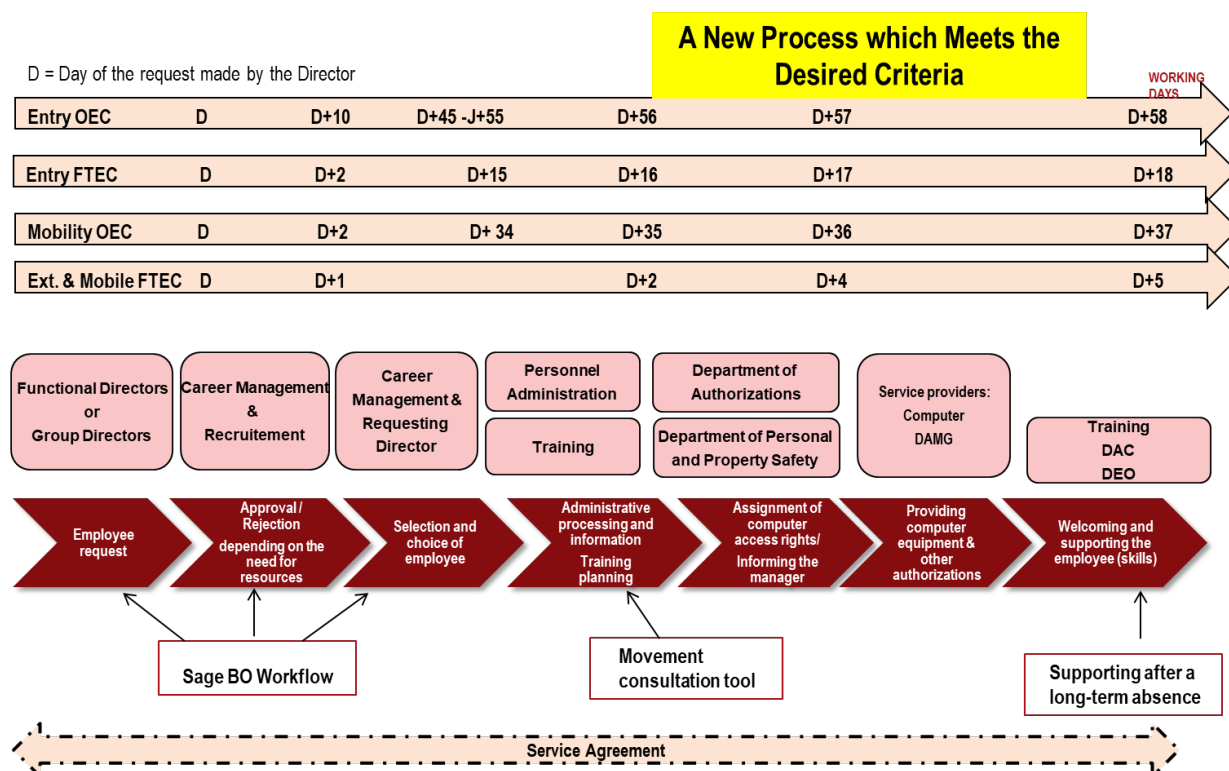 A New Process which Meets the
Desired Criteria
D = Day of the request made by the Director
WORKING
DAYS
Entry OEC D D+10 D+45 -J+55 D+56 D+57 D+58
Entry FTEC D D+2 D+15 D+16 D+17 D+18
Mobility OEC D D+2 D+ 34 D+35 D+36 D+37
Ext. & Mobile FTEC D D+1 D+2 D+4 D+5
Functional Directors
or
Group Directors
Career Management
&
Recruitement
Career
Management &
Requesting
Director
Personnel
Administration
Training
Department of
Authorizations
Department of Personal
and Property Safety
Service providers:
Computer
DAMG
Training
DAC
DEO
Employee
request
Approval /
Rejection
depending on the
need for
resources
Selection and
choice of
employee
Administrative
processing and
information
Training
planning
Assignment of
computer
access rights/
Informing the
manager
Providing
computer
equipment &
other
authorizations
Welcoming and
supporting the
employee (skills)
Sage BO Workflow
Movement
consultation tool
Supporting after a
long-term absence
Service Agreement